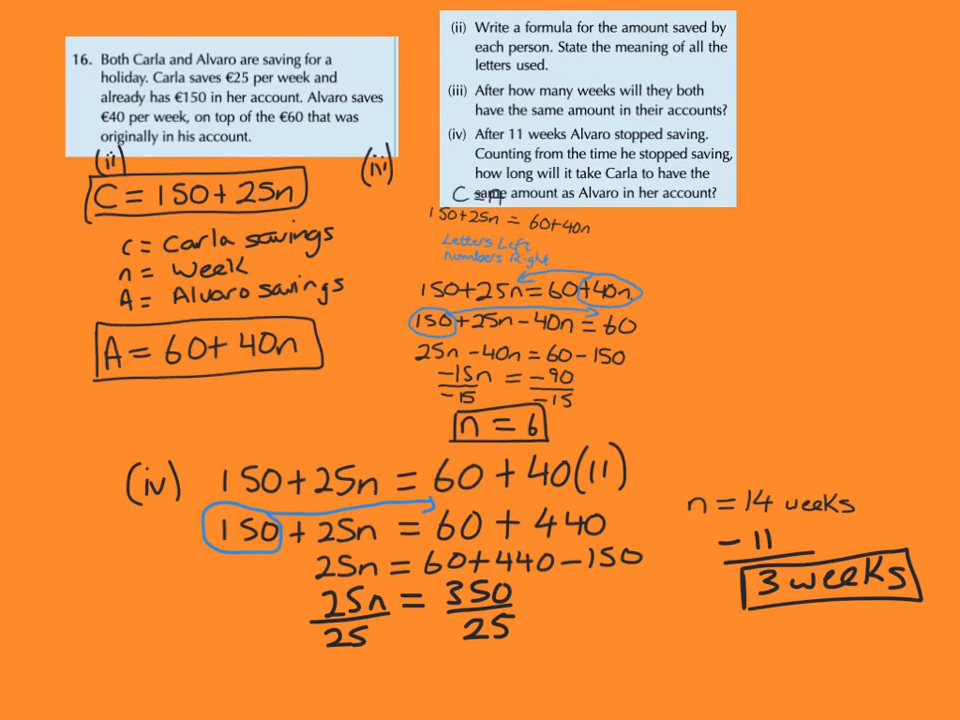 16. Both Carla and Alvaro are saving for a
holiday. Carla saves €25 per week and
already has €150 in her account. Alvaro saves
€40 per week, on top of the €60 that was
originally in his account.
(ii) Write a formula for the amount saved by
each person. State the meaning of all the
letters used.
(iii) After how many weeks will they both
have the same amount in their accounts?
(iv) After 11 weeks Alvaro stopped saving.
Counting from the time he stopped saving,
how long will it take Carla to have the
same amount as Alvaro in her account?
(ii)
C = 150 + 25n
C = Carla savings
n = Week
A = Alvaro savings
A = 60 + 40n
(iii)
C = A
150 + 25n = 60 + 40n
Letters Left
numbers Right
150 + 25n = 60 + 40n
150 + 25n - 40n = 60
25n - 40n = 60 - 150
-15n = -90
-15 -15
n = 6
(iv) 150 + 25n = 60 + 40(11)
150 + 25n = 60 + 440
25n = 60 + 440 - 150
25n = 350
25 25
n = 14 weeks
- 11
3 weeks